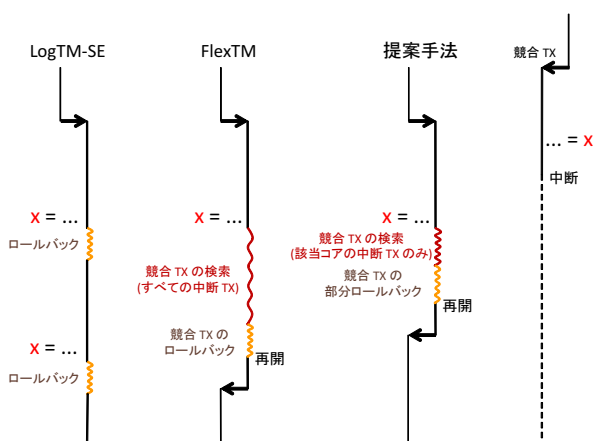 LogTM-SE
FlexTM
提案手法
競合 TX
... = x
中断
x = ...
ロールバック
x = ...
ロールバック
x = ...
競合 TX の検索
(すべての中断 TX)
競合 TX の
ロールバック
再開
x = ...
競合 TX の検索
(該当コアの中断 TX のみ)
競合 TX の
部分ロールバック
再開